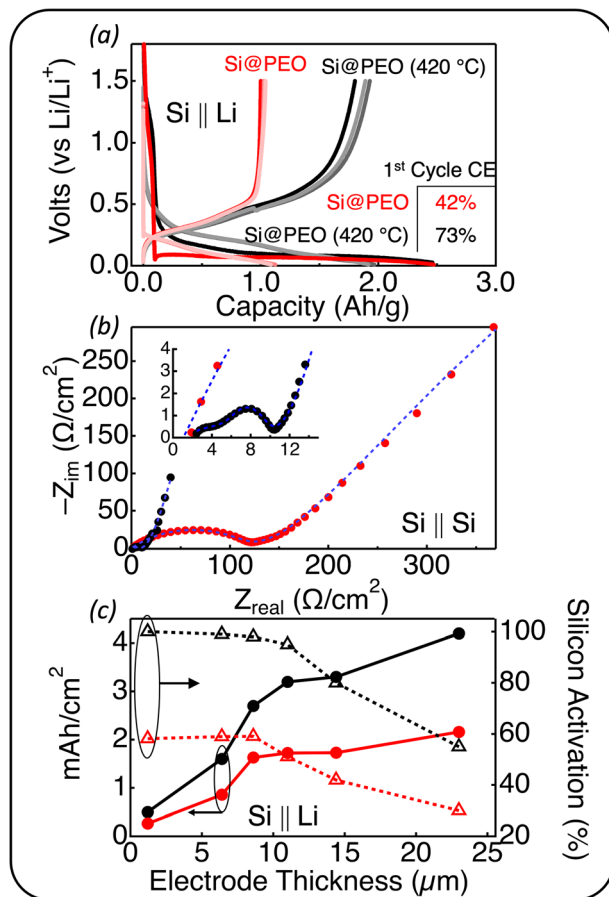 (a)
Si@PEO
Si@PEO (420 °C)
Si || Li
1st Cycle CE
Si@PEO 42%
Si@PEO (420 °C) 73%
Volts (vs Li/Li+)
1.5
1.0
0.5
0.0
0.0 1.0 2.0 3.0
Capacity (Ah/g)
(b)
−Zim (Ω/cm²)
250
200
150
100
50
0
4
3
2
1
0
4 8 12
Si || Si
0 100 200 300
Zreal (Ω/cm²)
(c)
mAh/cm²
4
3
2
1
0
Silicon Activation (%)
100
80
60
40
20
Si || Li
0 5 10 15 20 25
Electrode Thickness (µm)